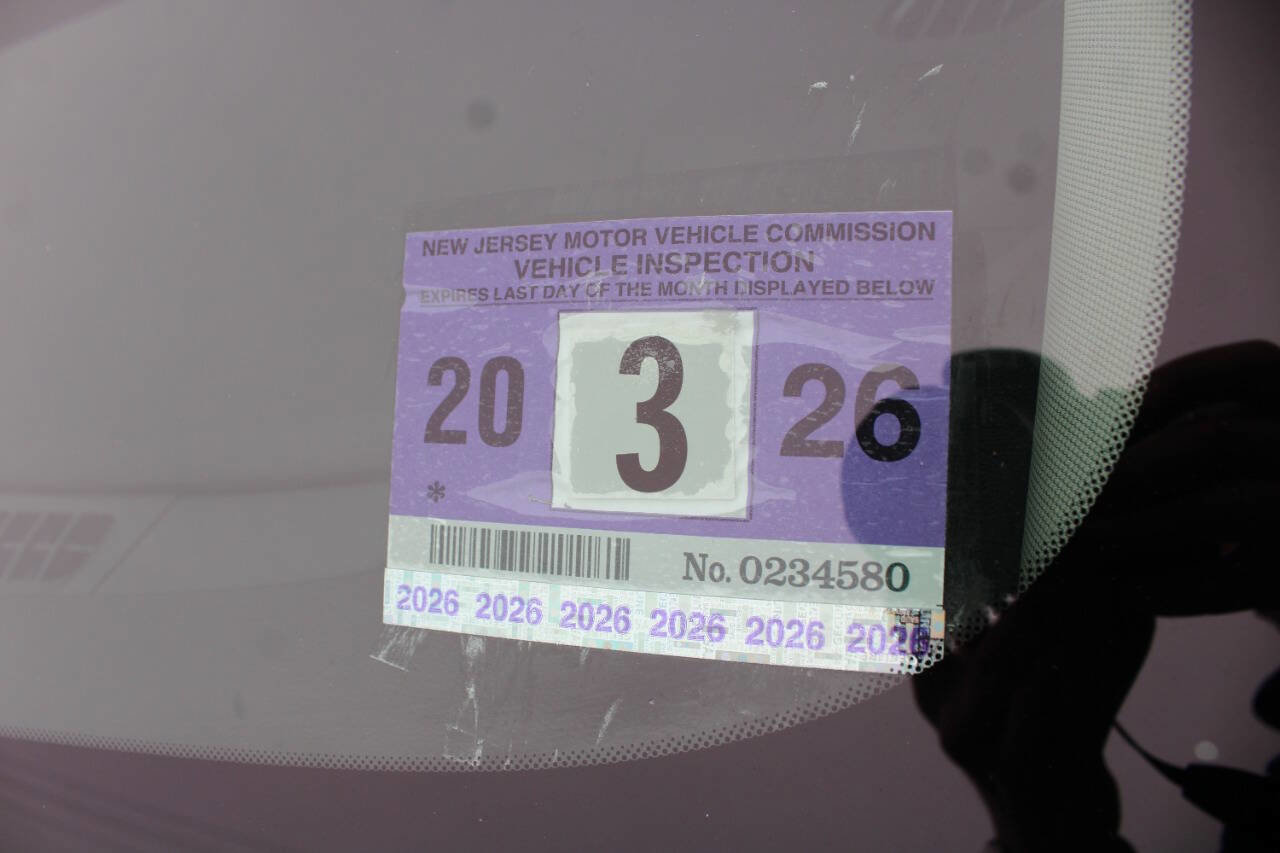 NEW JERSEY MOTOR VEHICLE COMMISSION
VEHICLE INSPECTION
EXPIRES LAST DAY OF THE MONTH DISPLAYED BELOW
20 3 26
*
No. 0234580
2026 2026 2026 2026 2026 2026